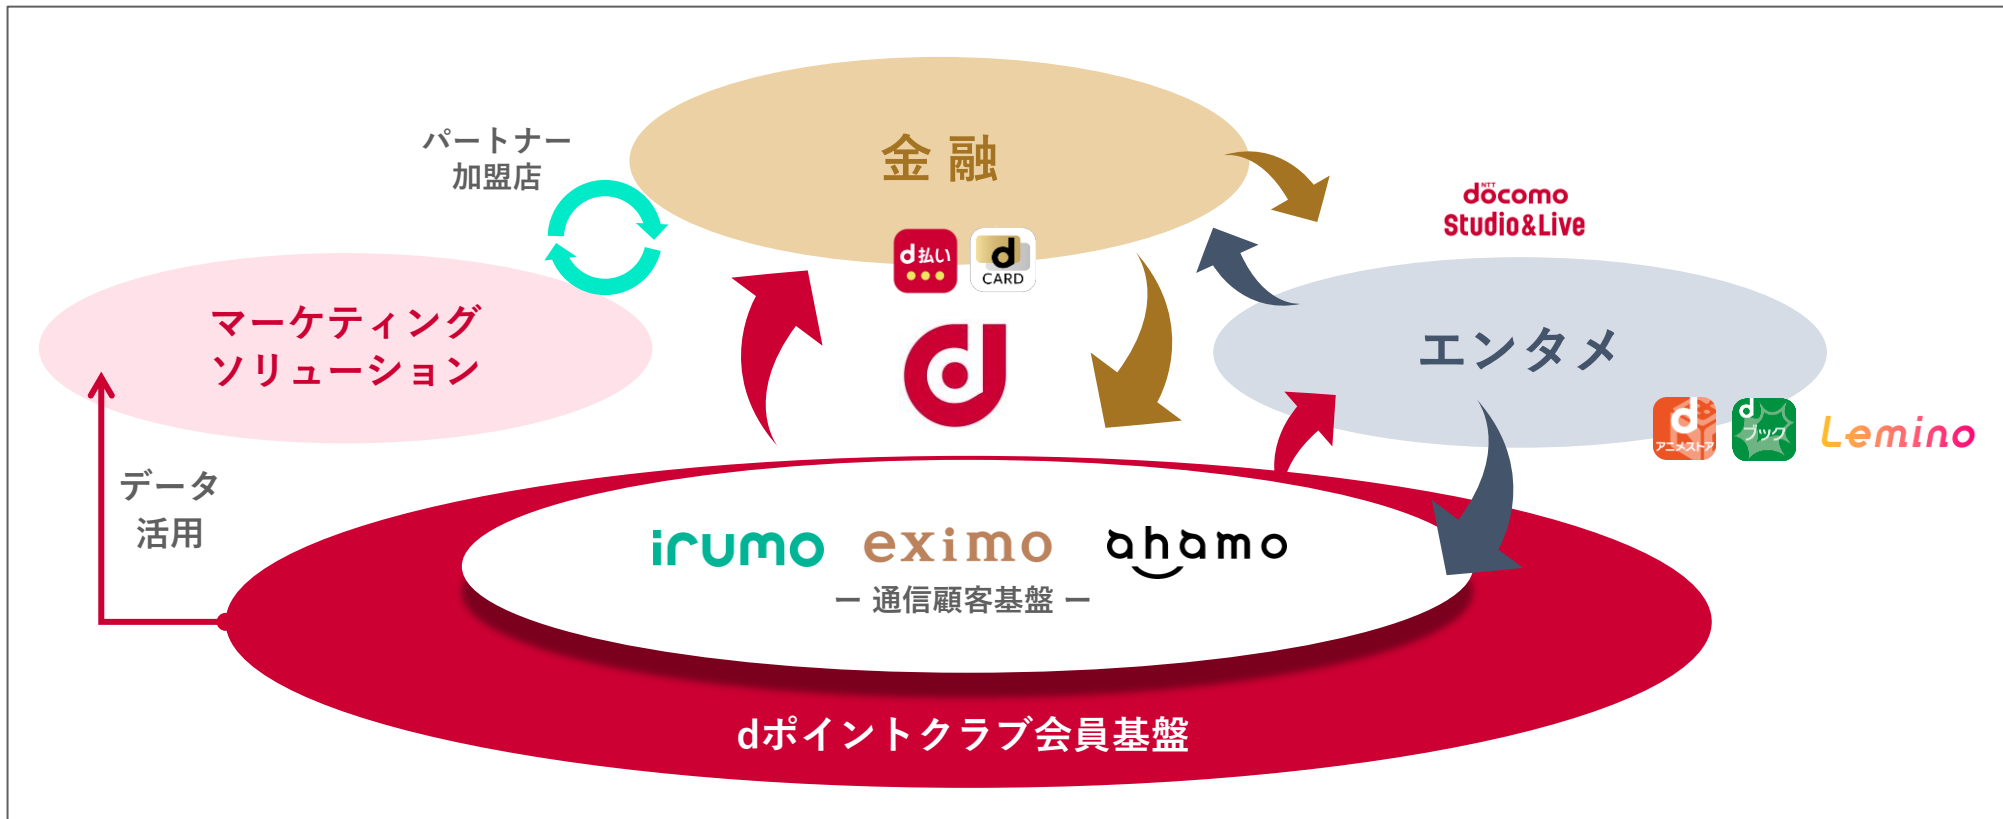 パートナー
加盟店
金融
d払い
d
CARD
NTT
docomo
Studio&Live
マーケティング
ソリューション
d
エンタメ
d
アニメストア
d
ブック
Lemino
データ
活用
irumo
eximo
ahamo
ー 通信顧客基盤 ー
dポイントクラブ会員基盤